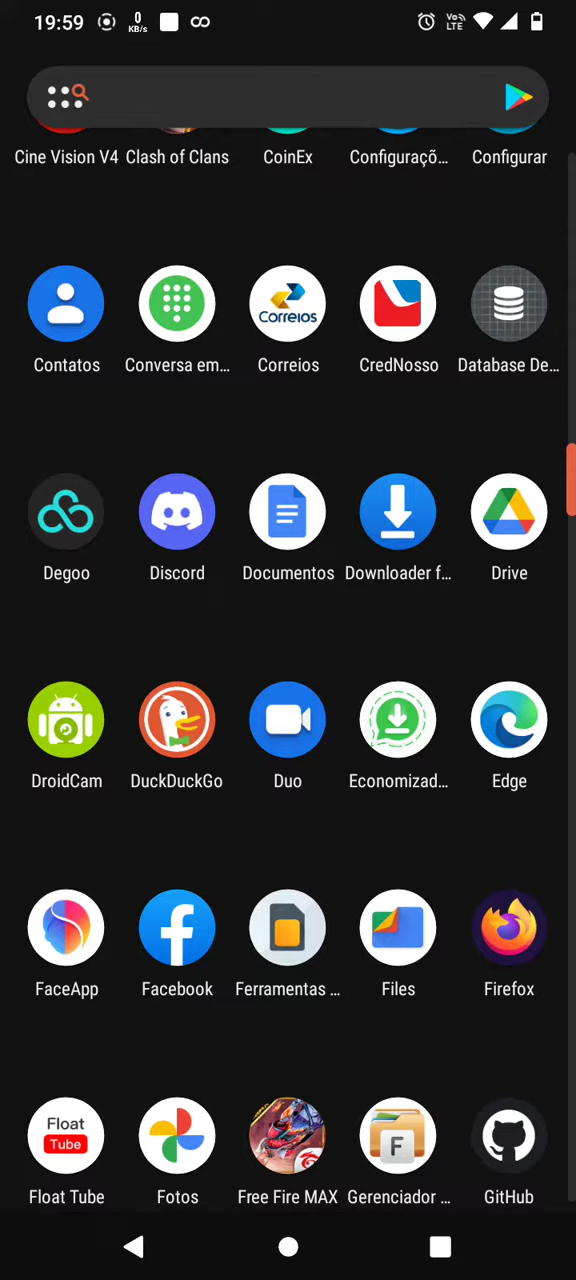 19:59 0 KB/s Vo LTE
Cine Vision V4 Clash of Clans CoinEx Configuraçõ... Configurar
Correios
Contatos Conversa em... Correios CredNosso Database De...
Degoo Discord Documentos Downloader f... Drive
DroidCam DuckDuckGo Duo Economizad... Edge
FaceApp Facebook Ferramentas ... Files Firefox
Float
Tube
F
Float Tube Fotos Free Fire MAX Gerenciador ... GitHub